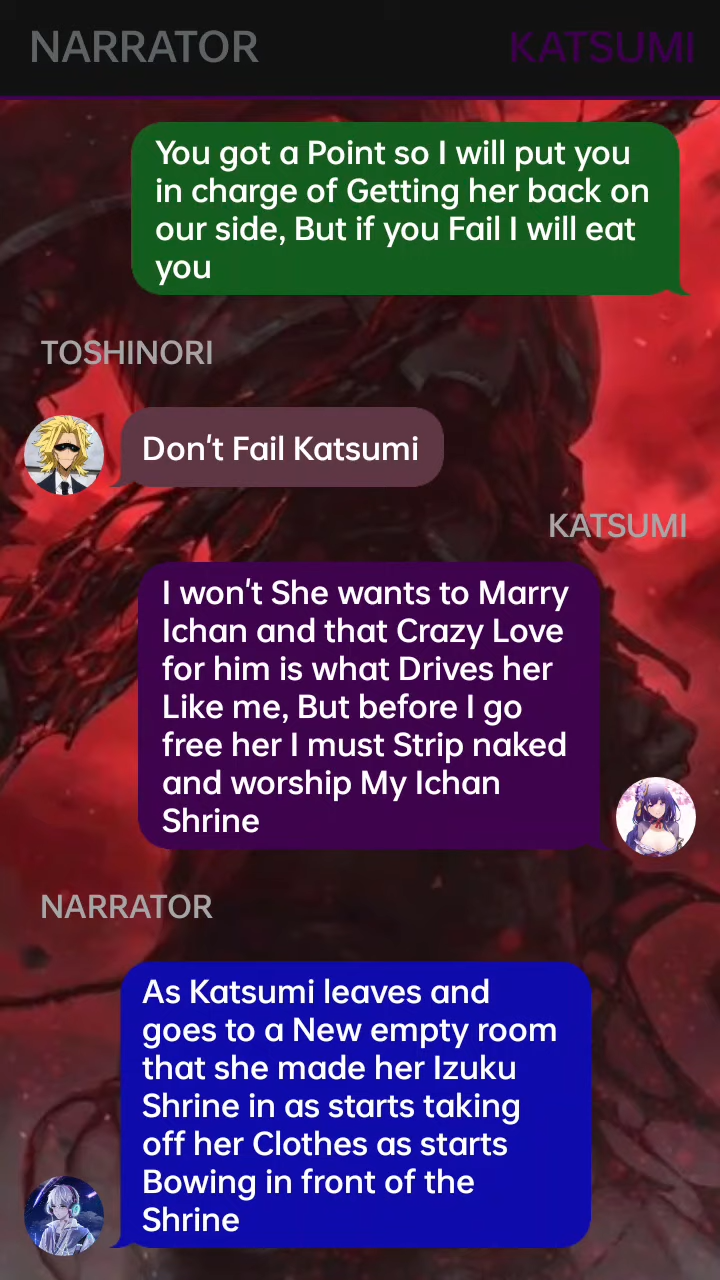 NARRATOR
KATSUMI
You got a Point so I will put you
in charge of Getting her back on
our side, But if you Fail I will eat
you
TOSHINORI
Don't Fail Katsumi
KATSUMI
I won't She wants to Marry
Ichan and that Crazy Love
for him is what Drives her
Like me, But before I go
free her I must Strip naked
and worship My Ichan
Shrine
NARRATOR
As Katsumi leaves and
goes to a New empty room
that she made her Izuku
Shrine in as starts taking
off her Clothes as starts
Bowing in front of the
Shrine